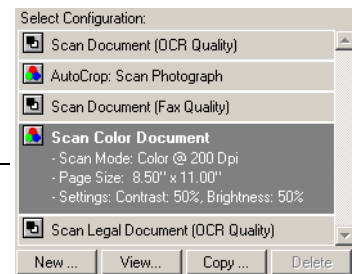 Select Configuration:
Scan Document (OCR Quality)
AutoCrop: Scan Photograph
Scan Document (Fax Quality)
Scan Color Document
- Scan Mode: Color @ 200 Dpi
- Page Size: 8.50" x 11.00"
- Settings: Contrast: 50%, Brightness: 50%
Scan Legal Document (OCR Quality)
New ... View... Copy ... Delete